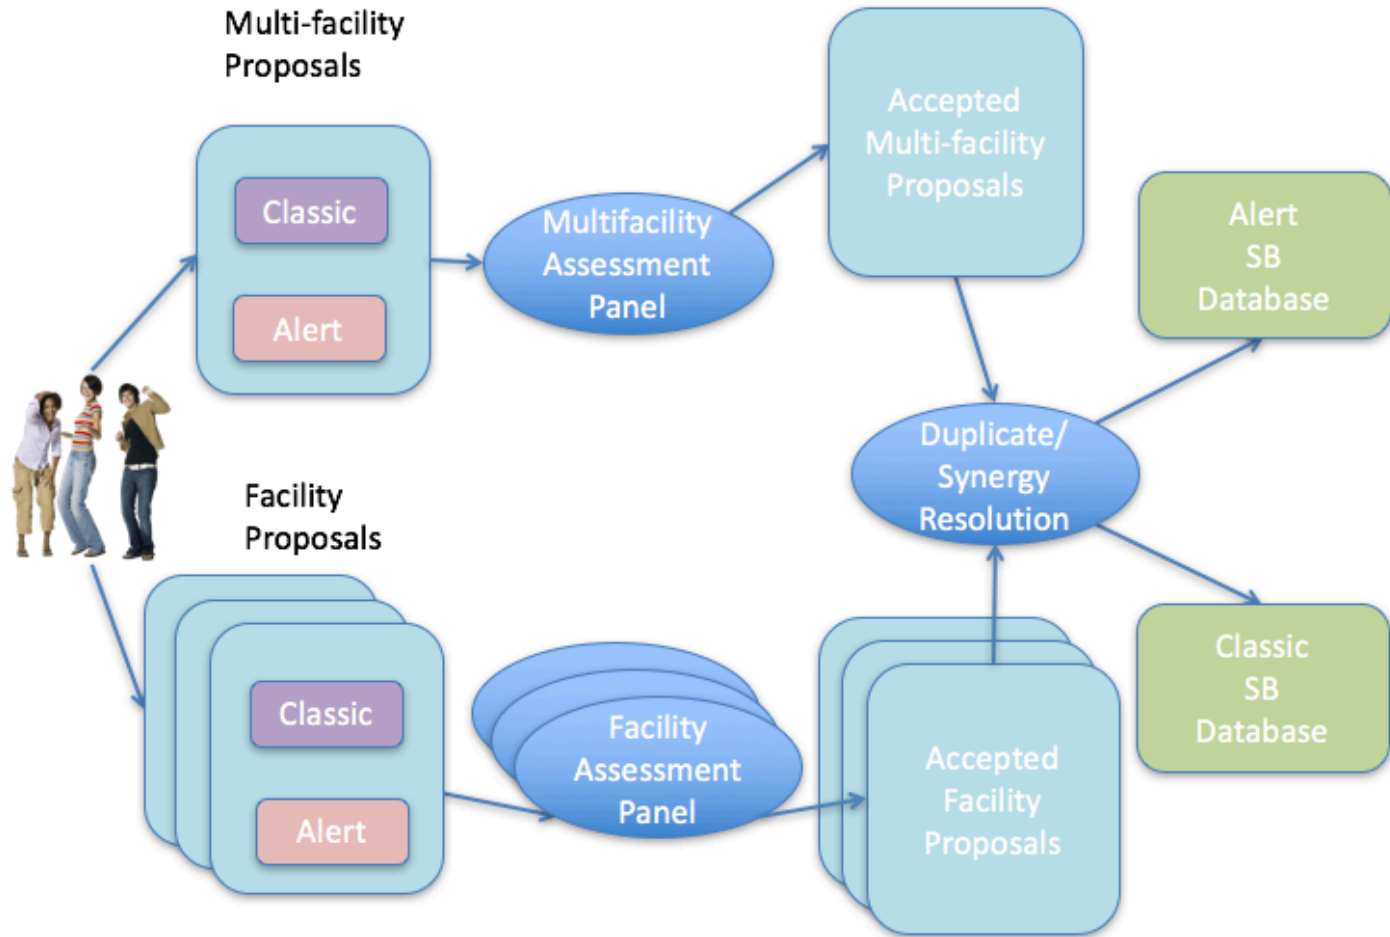 Multi-facility
Proposals
Classic
Alert
Multifacility
Assessment
Panel
Accepted
Multi-facility
Proposals
Alert
SB
Database
Duplicate/
Synergy
Resolution
Facility
Proposals
Classic
Alert
Facility
Assessment
Panel
Accepted
Facility
Proposals
Classic
SB
Database